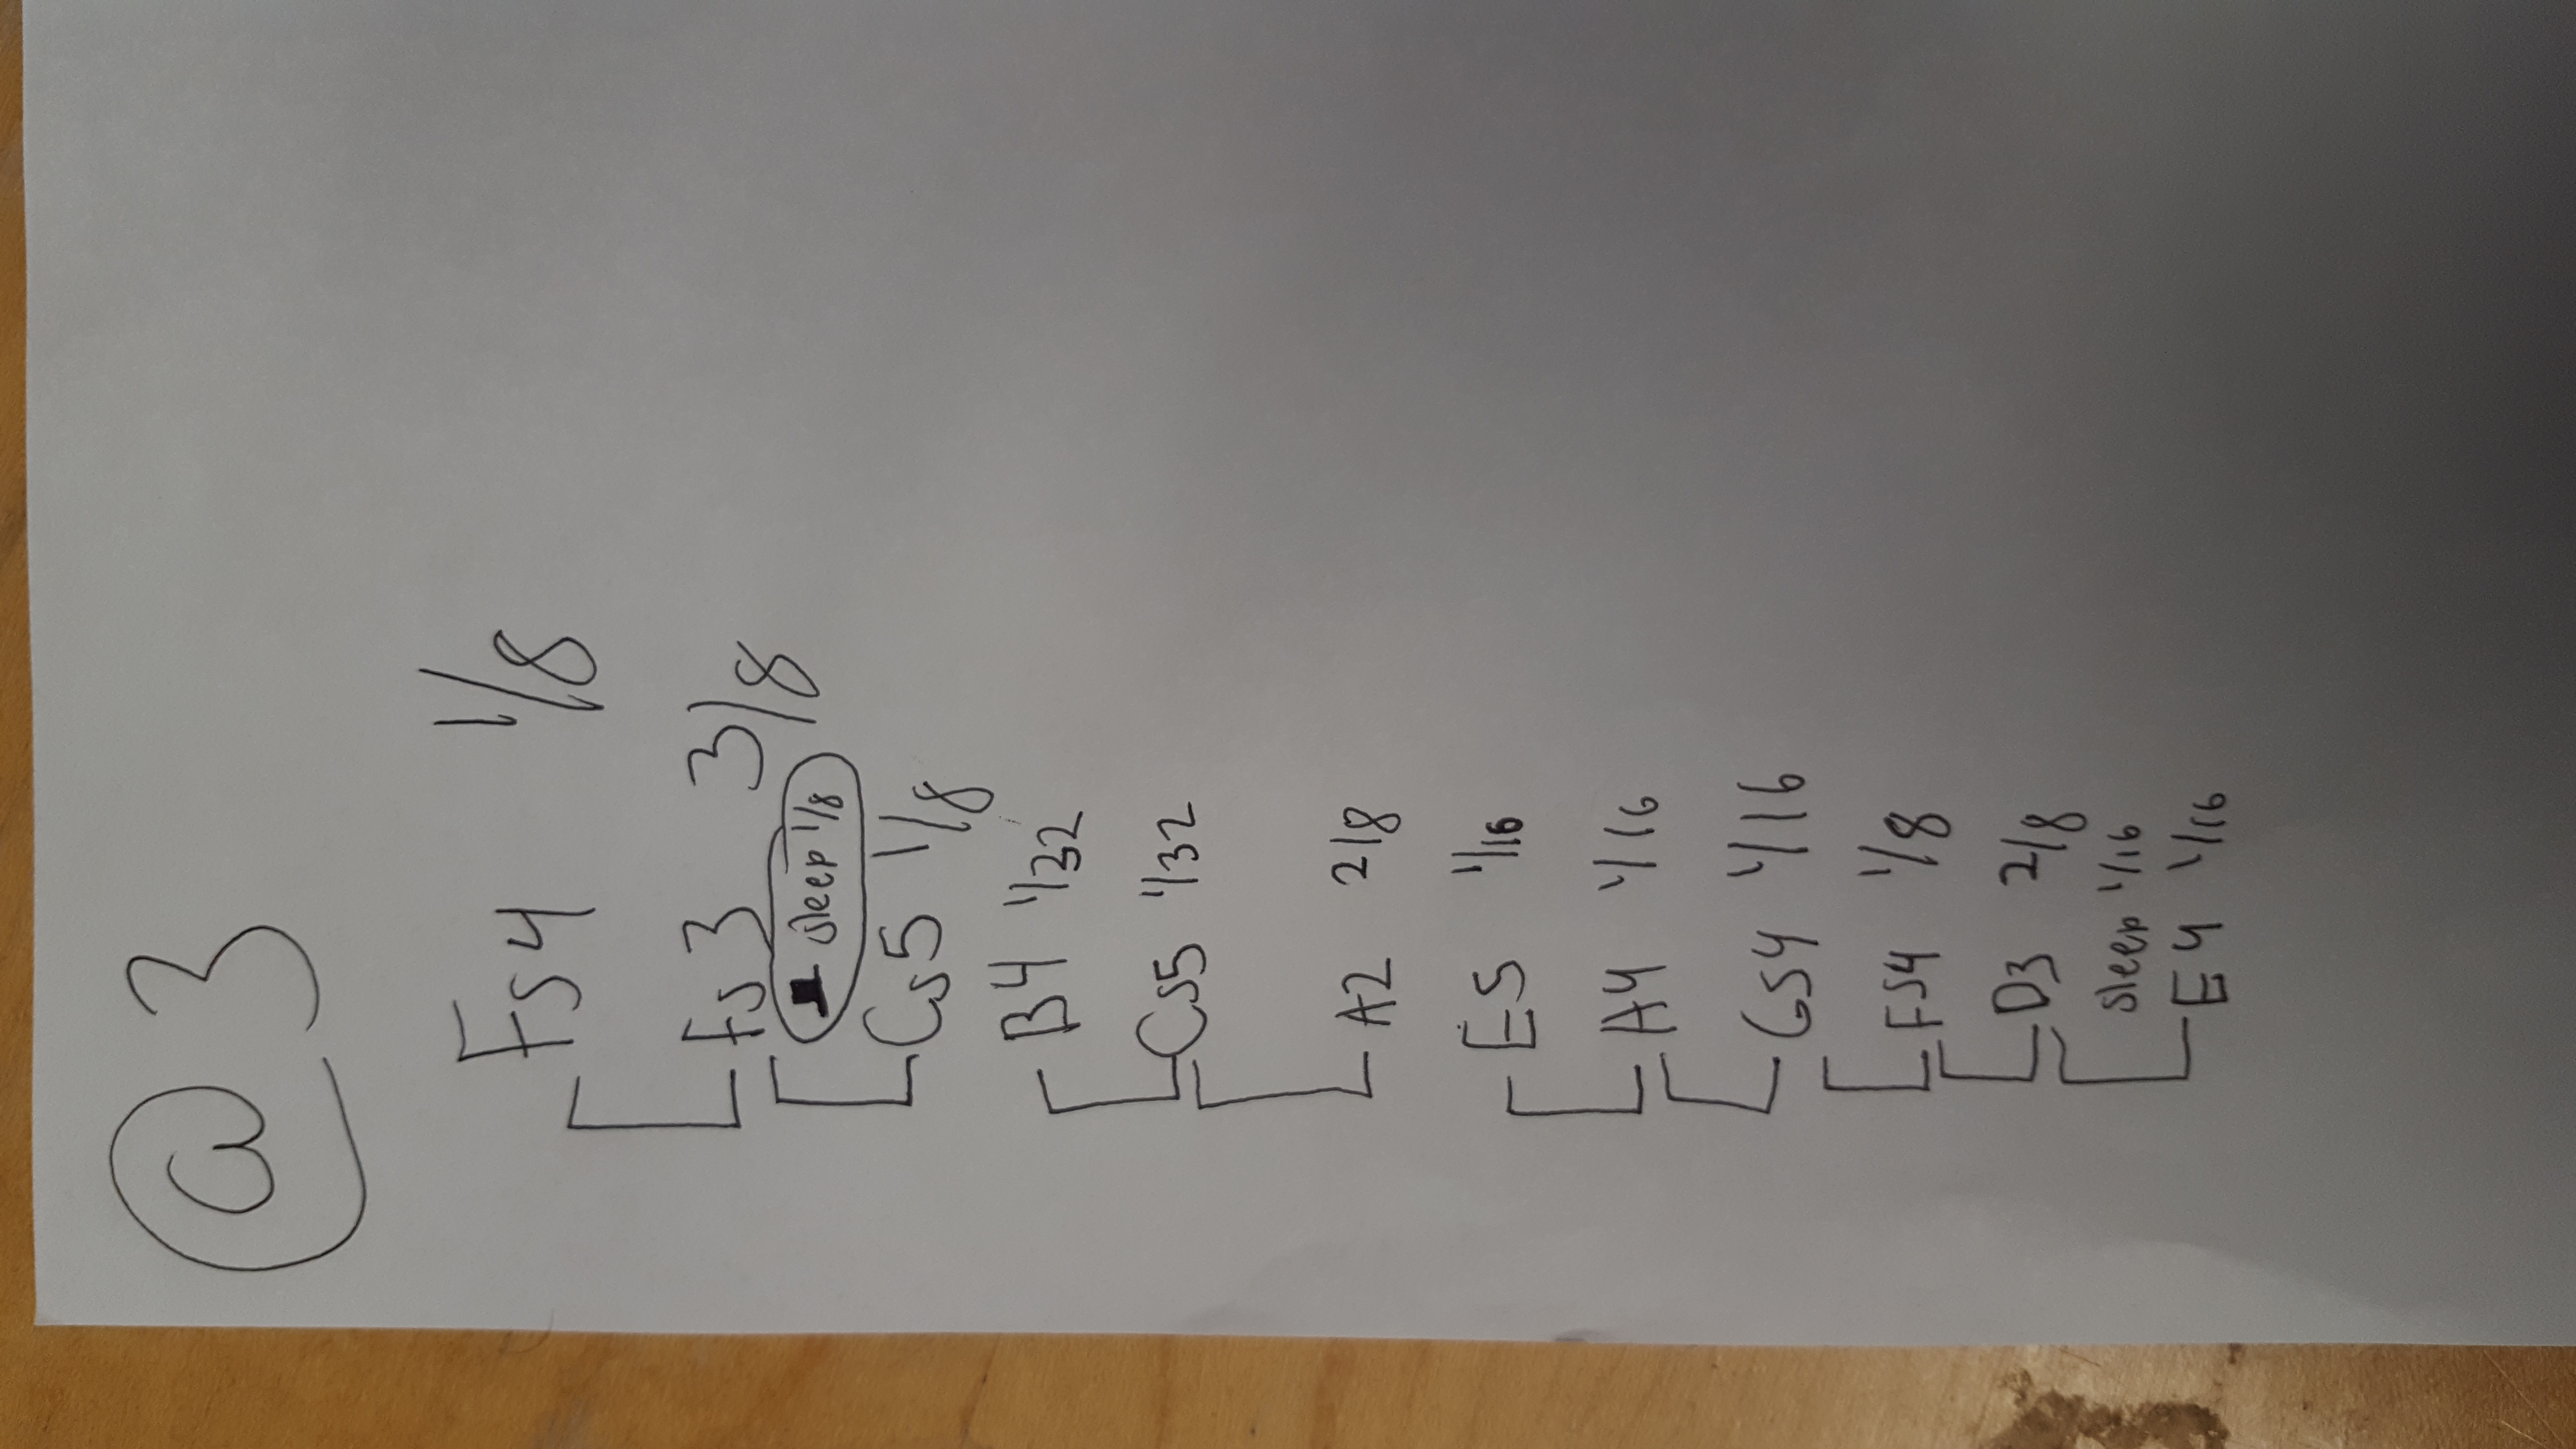 @3
Fs4 1/8
Fs3 3/8
sleep 1/8
Cs5 1/8
B4 1/32
Cs5 1/32
A2 2/8
E5 1/16
A4 1/16
Gs4 1/16
FS4 1/8
D3 2/8
sleep 1/16
E4 1/16